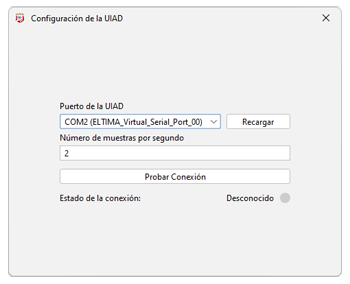 Configuración de la UIAD
Puerto de la UIAD
COM2 (ELTIMA_Virtual_Serial_Port_00)
Recargar
Número de muestras por segundo
2
Probar Conexión
Estado de la conexión:
Desconocido